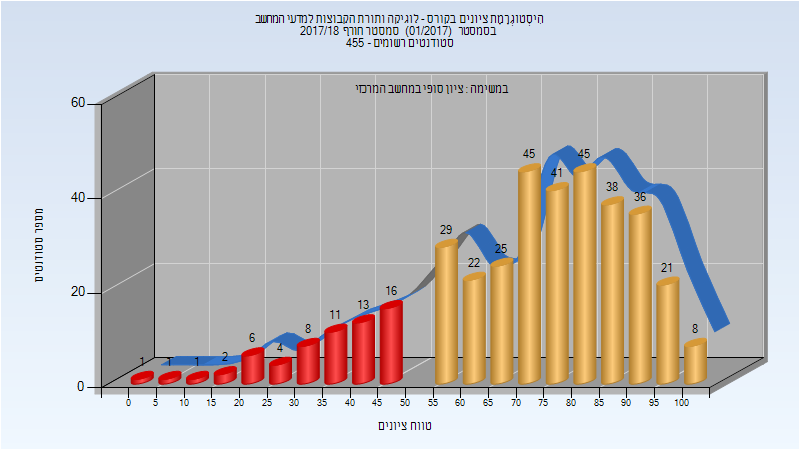 היסטוגרמת ציונים בקורס - לוגיקה ותורת הקבוצות למדעי המחשב
בסמסטר (01/2017) סמסטר חורף 2017/18
סטודנטים רשומים - 455
במשימה : ציון סופי במחשב המרכזי
מספר סטודנטים
60
40
20
0
1 1 1 2 6 4 8 11 13 16 29 22 25 45 41 45 38 36 21 8
0 5 10 15 20 25 30 35 40 45 55 60 65 70 75 80 85 90 95 100
טווח ציונים